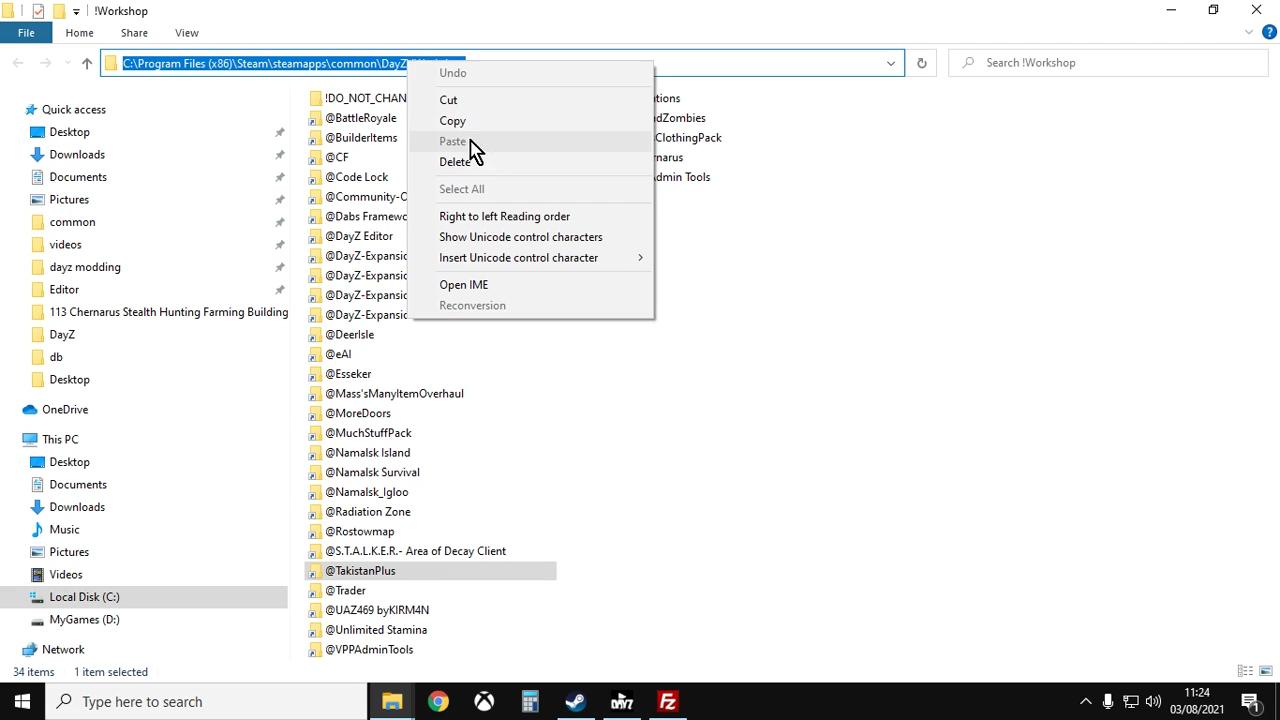 !Workshop
File
Home
Share
View
C:\Program Files (x86)\Steam\steamapps\common\DayZ\
Search !Workshop
Quick access
Desktop
Downloads
Documents
Pictures
common
videos
dayz modding
Editor
113 Chernarus Stealth Hunting Farming Building
DayZ
db
Desktop
OneDrive
This PC
Desktop
Documents
Downloads
Music
Pictures
Videos
Local Disk (C:)
MyGames (D:)
Network
!DO_NOT_CHAN
@BattleRoyale
@BuilderItems
@CF
@Code Lock
@Community-O
@Dabs Framewo
@DayZ Editor
@DayZ-Expansio
@DayZ-Expansio
@DayZ-Expansio
@DayZ-Expansio
@DeerIsle
@eAI
@Esseker
@Mass'sManyItemOverhaul
@MoreDoors
@MuchStuffPack
@Namalsk Island
@Namalsk Survival
@Namalsk_Igloo
@Radiation Zone
@Rostowmap
@S.T.A.L.K.E.R.- Area of Decay Client
@TakistanPlus
@Trader
@UAZ469 byKIRM4N
@Unlimited Stamina
@VPPAdminTools
tions
ndZombies
sClothingPack
narus
dmin Tools
Undo
Cut
Copy
Paste
Delete
Select All
Right to left Reading order
Show Unicode control characters
Insert Unicode control character
Open IME
Reconversion
34 items
1 item selected
Type here to search
11:24
03/08/2021